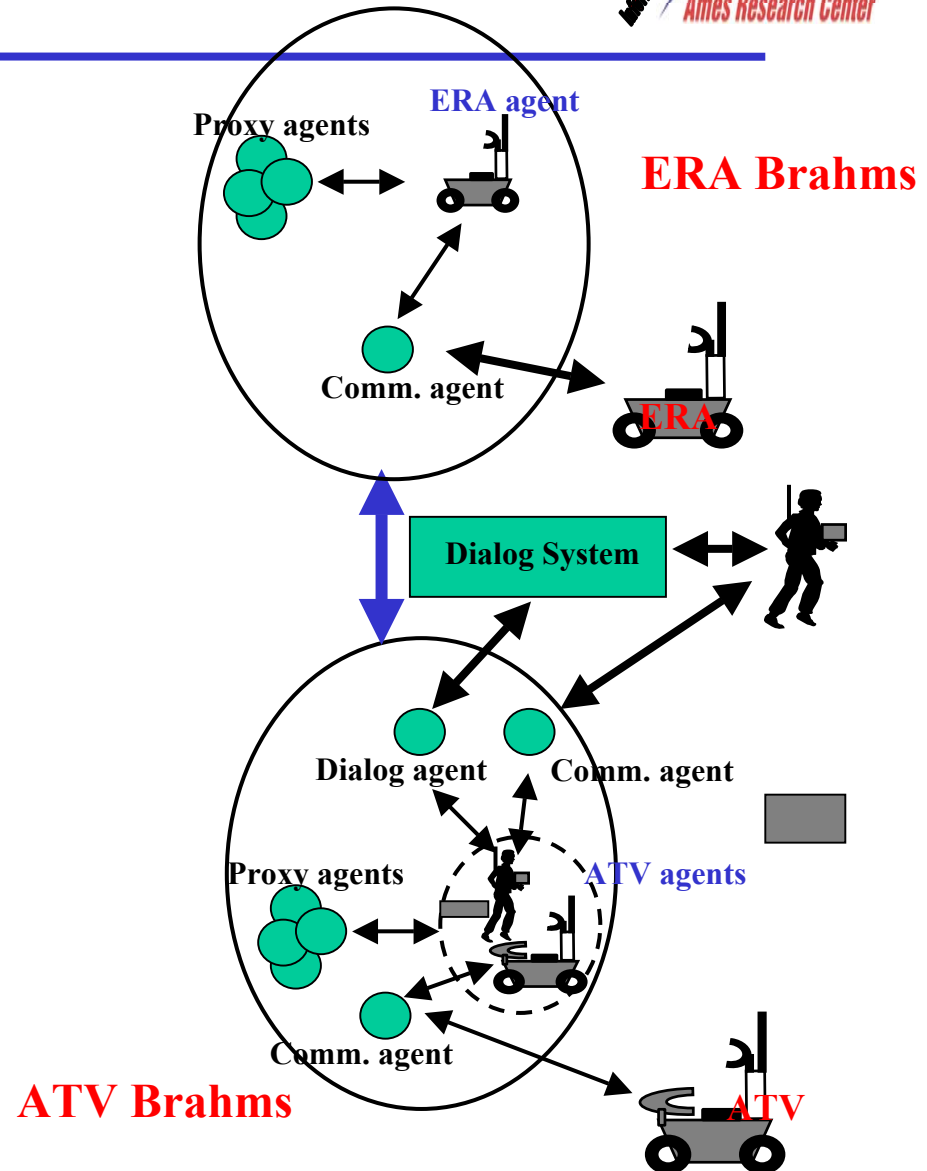 Ames Research Center
ERA agent
Proxy agents
ERA Brahms
Comm. agent
ERA
Dialog System
Dialog agent
Comm. agent
Proxy agents
ATV agents
Comm. agent
ATV Brahms
ATV